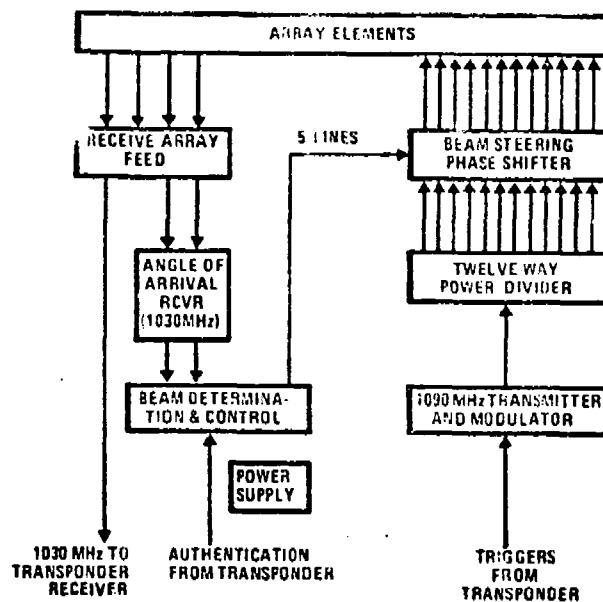 ARRAY ELEMENTS
RECEIVE ARRAY
FEED
5 LINES
BEAM STEERING
PHASE SHIFTER
ANGLE OF
ARRIVAL
RCVR
(1030MHz)
TWELVE WAY
POWER DIVIDER
BEAM DETERMINA-
TION & CONTROL
1090 MHz TRANSMITTER
AND MODULATOR
POWER
SUPPLY
1030 MHz TO
TRANSPONDER
RECEIVER
AUTHENTICATION
FROM TRANSPONDER
TRIGGERS
FROM
TRANSPONDER